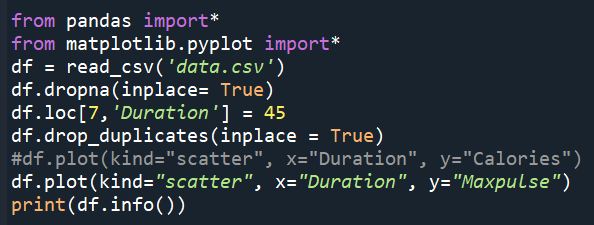 from pandas import*
from matplotlib.pyplot import*
df = read_csv('data.csv')
df.dropna(inplace= True)
df.loc[7,'Duration'] = 45
df.drop_duplicates(inplace = True)
#df.plot(kind="scatter", x="Duration", y="Calories")
df.plot(kind="scatter", x="Duration", y="Maxpulse")
print(df.info())